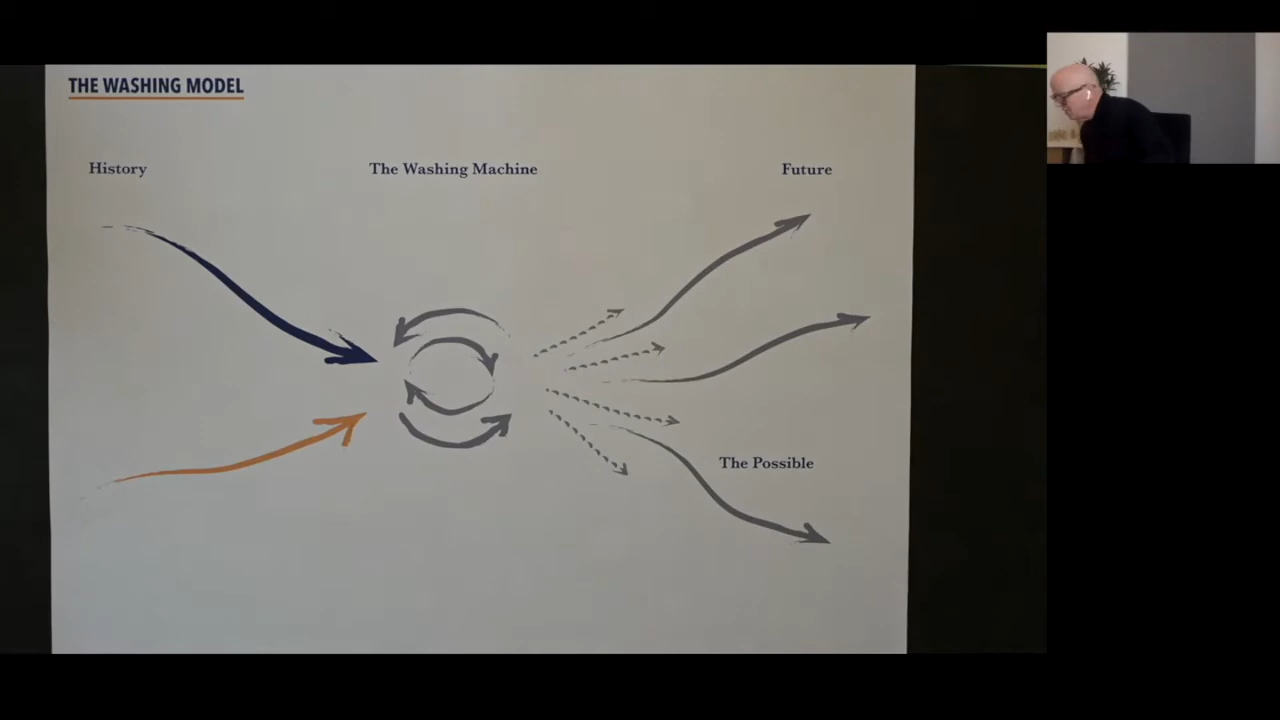 THE WASHING MODEL
History
The Washing Machine
Future
The Possible